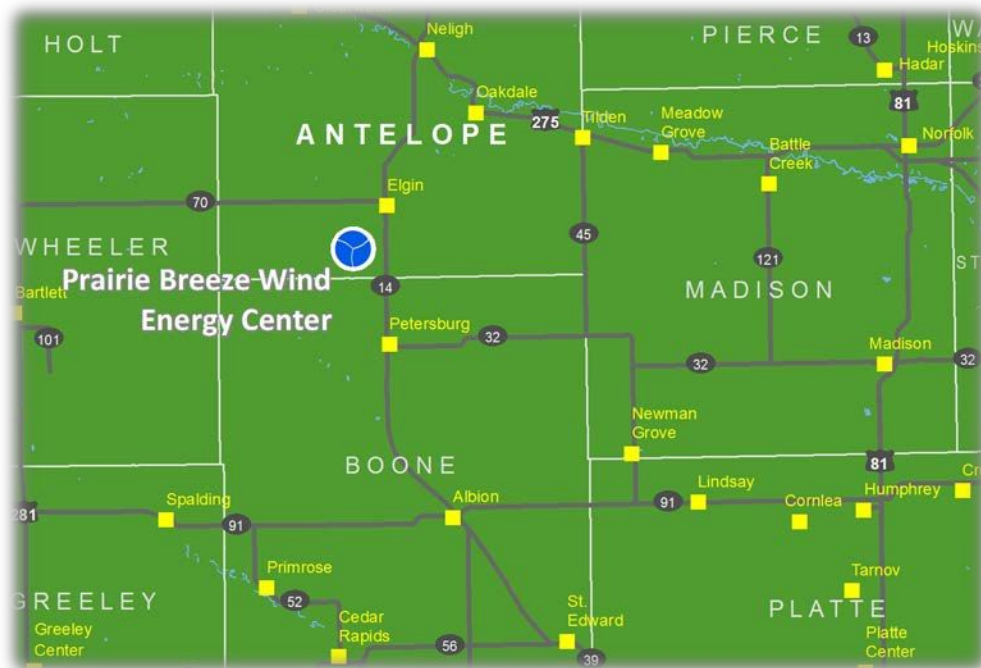 HOLT
Neligh
PIERCE
13
Hoskins
Hadar
Oakdale
81
ANTELOPE
275
Tilden
Meadow
Grove
Norfolk
Battle
Creek
Elgin
70
45
WHEELER
121
Prairie Breeze Wind
Energy Center
14
MADISON
Bartlett
101
Petersburg
32
Madison
32
32
Newman
Grove
BOONE
81
Spalding
Albion
Lindsay
Humphrey
281
91
91
Cornlea
Primrose
Tarnov
GREELEY
52
St.
Edward
PLATTE
Greeley
Center
Cedar
Rapids
56
39
Platte
Center